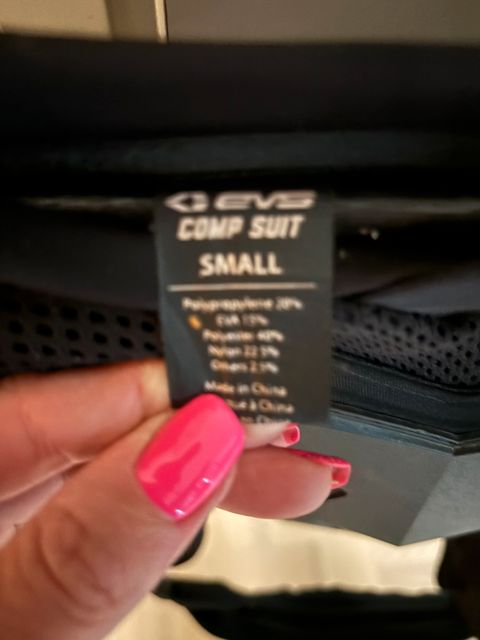 EVS
COMP SUIT
SMALL
Polypropylene 20%
EVA 15%
Polyester 40%
Nylon 22.5%
Others 2.5%
Made in China
à China